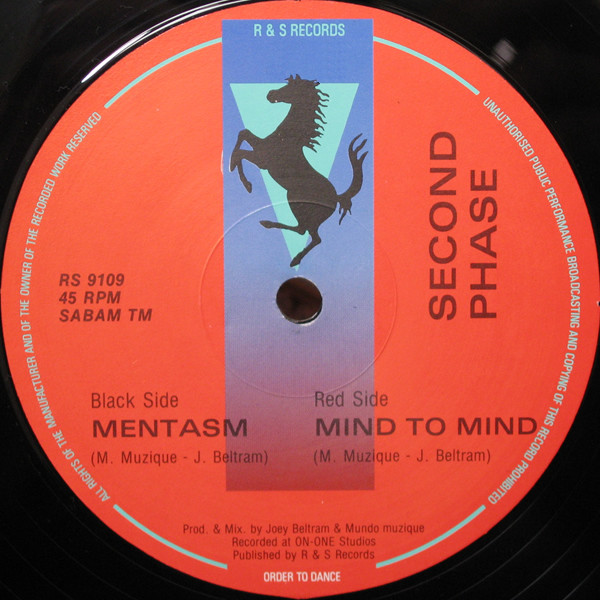 R & S RECORDS
ALL RIGHTS OF THE MANUFACTURER AND OF THE OWNER OF THE RECORDED WORK RESERVED
UNAUTHORISED PUBLIC PERFORMANCE BROADCASTING AND COPYING OF THIS RECORD PROHIBITED
SECOND
PHASE
RS 9109
45 RPM
SABAM TM
Black Side
MENTASM
(M. Muzique - J. Beltram)
Red Side
MIND TO MIND
(M. Muzique - J. Beltram)
Prod. & Mix. by Joey Beltram & Mundo muzique
Recorded at ON-ONE Studios
Published by R & S Records
ORDER TO DANCE